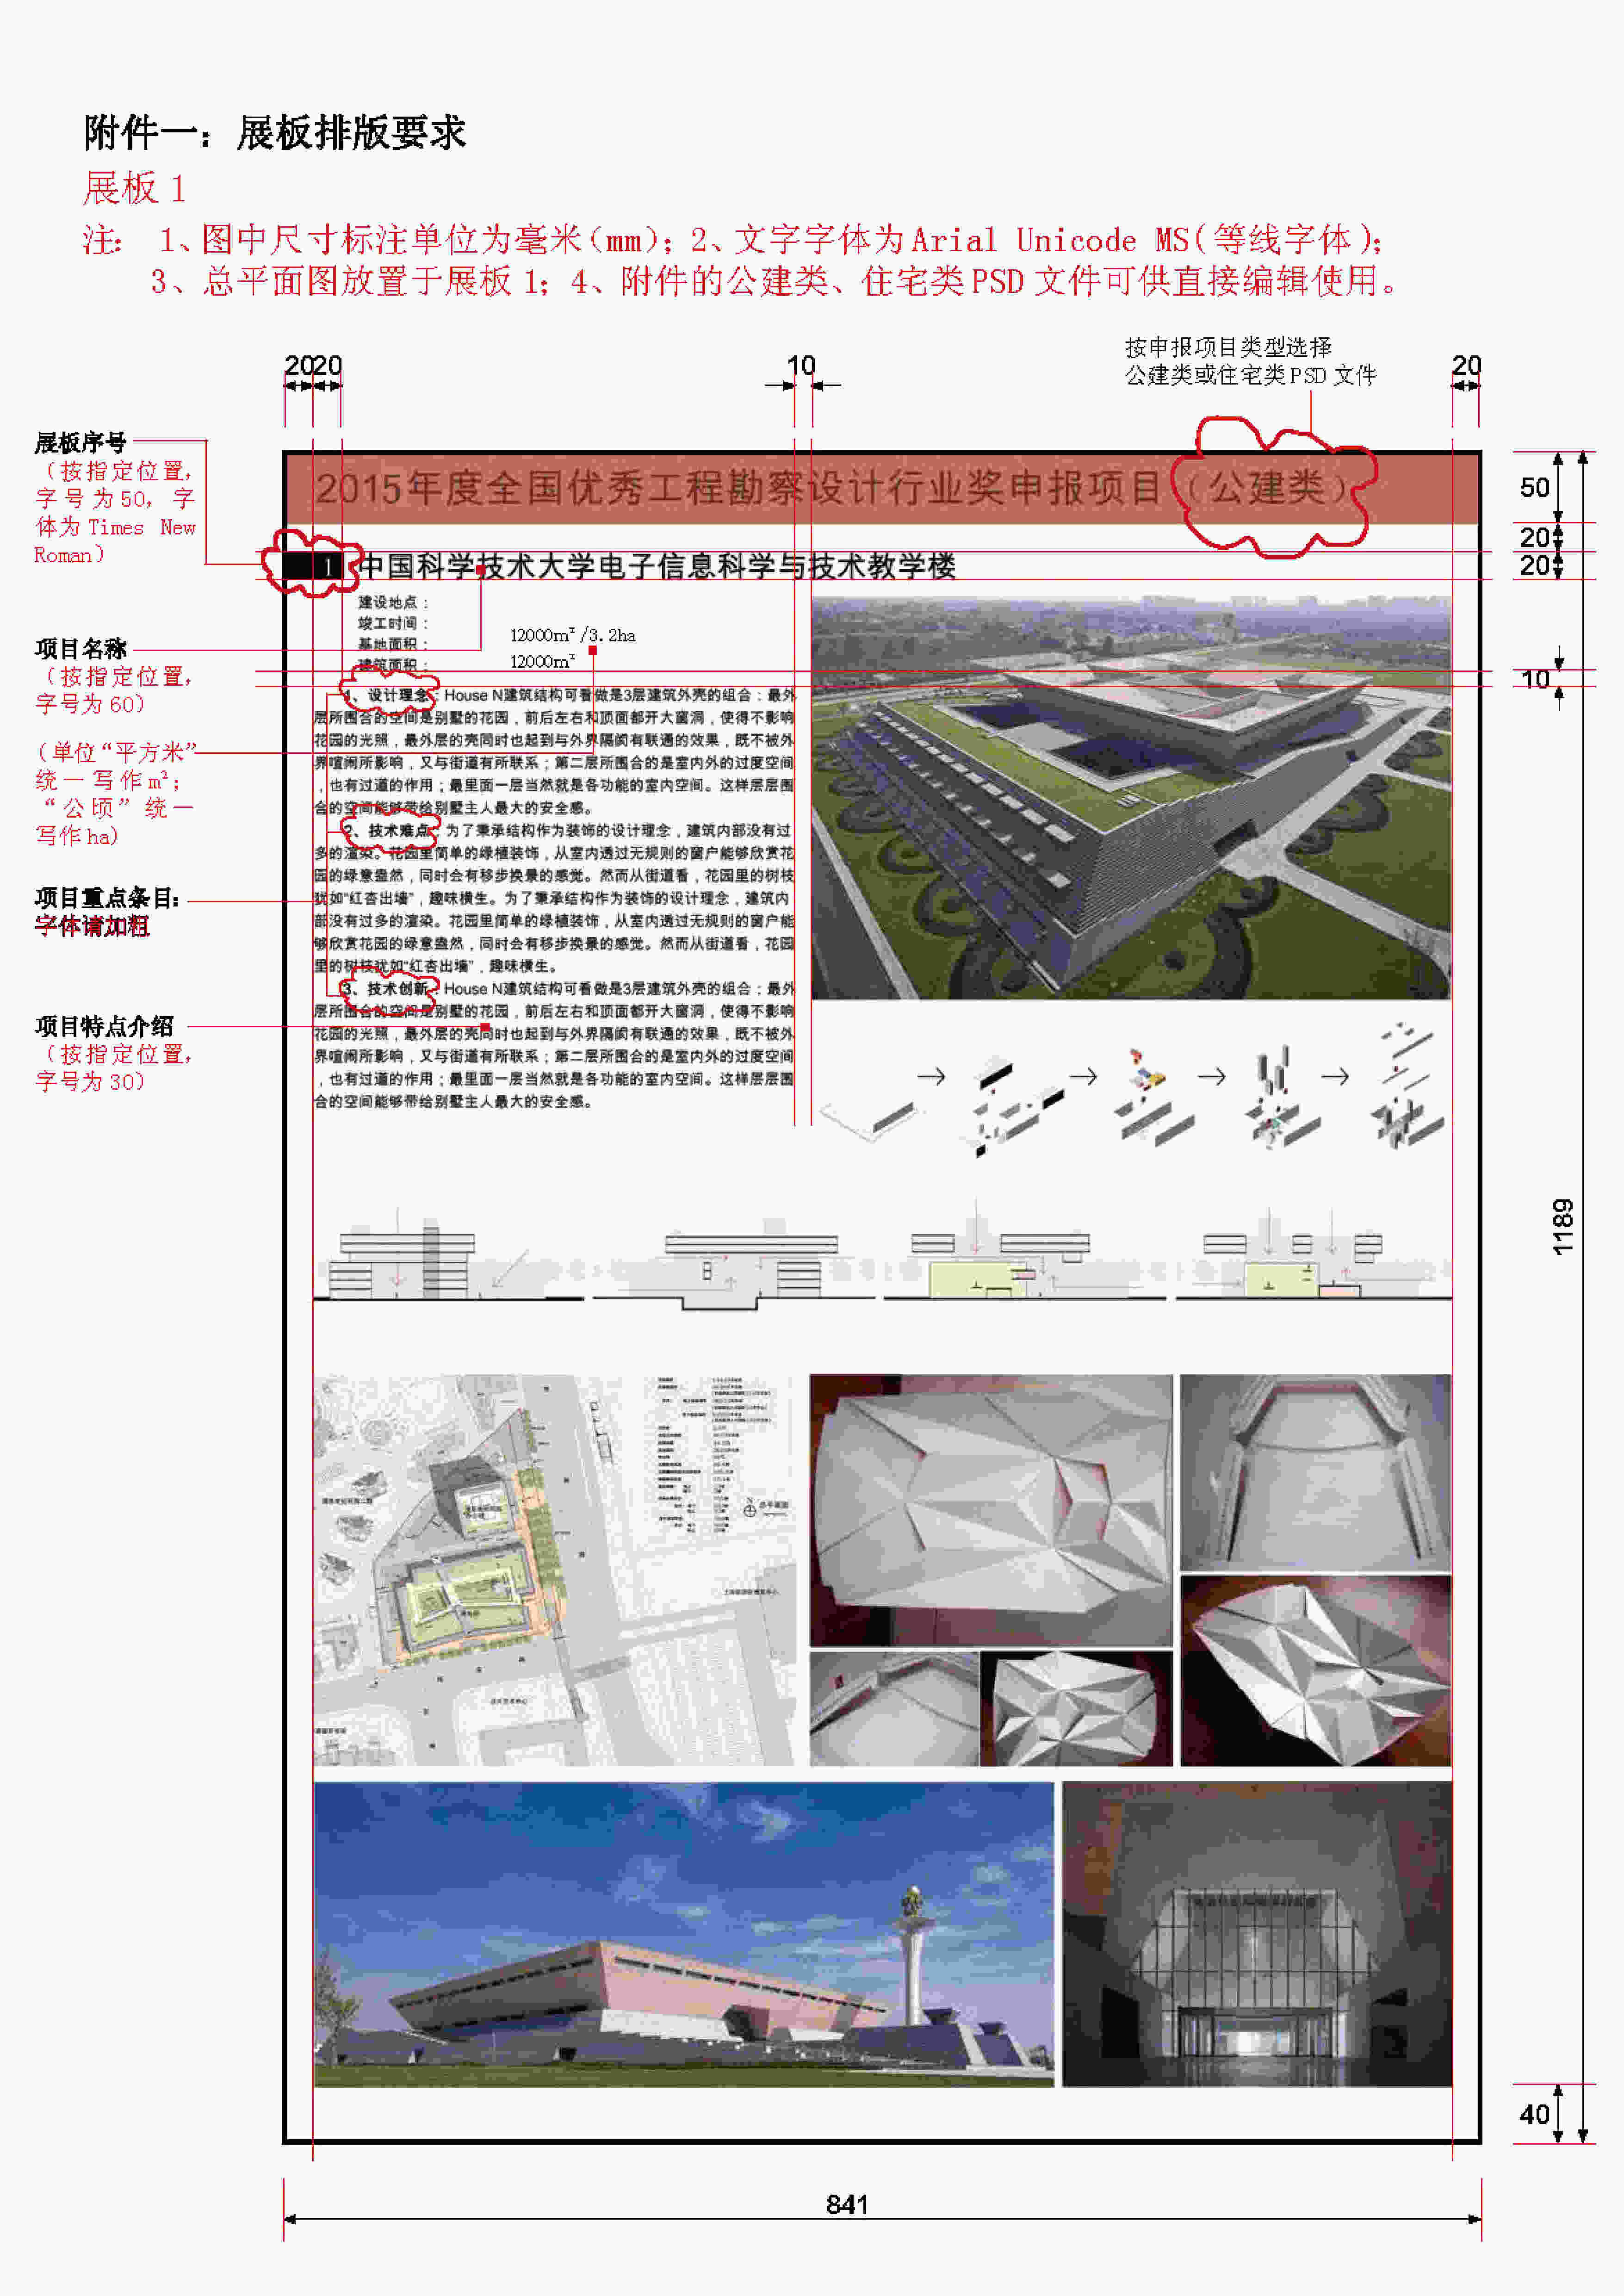 附件一：展板排版要求
展板 1
注： 1、图中尺寸标注单位为毫米(mm)；2、文字字体为Arial Unicode MS(等线字体)；
3、总平面图放置于展板 1；4、附件的公建类、住宅类 PSD 文件可供直接编辑使用。
按申报项目类型选择
公建类或住宅类 PSD 文件
20 20 10 20
展板序号
（按指定位置，
字号为50，字
体为 Times New
Roman）
2015年度全国优秀工程勘察设计行业奖申报项目（公建类）
50
20
20
1 中国科学技术大学电子信息科学与技术教学楼
建设地点：
竣工时间：
基地面积： 12000m²/3.2ha
建筑面积： 12000m²
10
项目名称
（按指定位置，
字号为 60）
（单位“平方米”
统一写作 m²；
“公顷”统一
写作 ha)
项目重点条目：
字体请加粗
项目特点介绍
（按指定位置，
字号为 30）
1、设计理念：House N建筑结构可看做是3层建筑外壳的组合：最外
层所围合的空间是别墅的花园，前后左右和顶面都开大窗洞，使得不影响
花园的光照，最外层的壳同时也起到与外界隔阂有联通的效果，既不被外
界喧闹所影响，又与街道有所联系；第二层所围合的是室内外的过度空间
，也有过道的作用；最里面一层当然就是各功能的室内空间。这样层层围
合的空间能够带给别墅主人最大的安全感。
2、技术难点：为了秉承结构作为装饰的设计理念，建筑内部没有过
多的渲染。花园里简单的绿植装饰，从室内透过无规则的窗户能够欣赏花
园的绿意盎然，同时会有移步换景的感觉。然而从街道看，花园里的树枝
犹如“红杏出墙”，趣味横生。为了秉承结构作为装饰的设计理念，建筑内
部没有过多的渲染。花园里简单的绿植装饰，从室内透过无规则的窗户能
够欣赏花园的绿意盎然，同时会有移步换景的感觉。然而从街道看，花园
里的树枝犹如“红杏出墙”，趣味横生。
3、技术创新：House N建筑结构可看做是3层建筑外壳的组合：最外
层所围合的空间是别墅的花园，前后左右和顶面都开大窗洞，使得不影响
花园的光照，最外层的壳同时也起到与外界隔阂有联通的效果，既不被外
界喧闹所影响，又与街道有所联系；第二层所围合的是室内外的过度空间
，也有过道的作用；最里面一层当然就是各功能的室内空间。这样层层围
合的空间能够带给别墅主人最大的安全感。
1189
N
总平面图
40
841